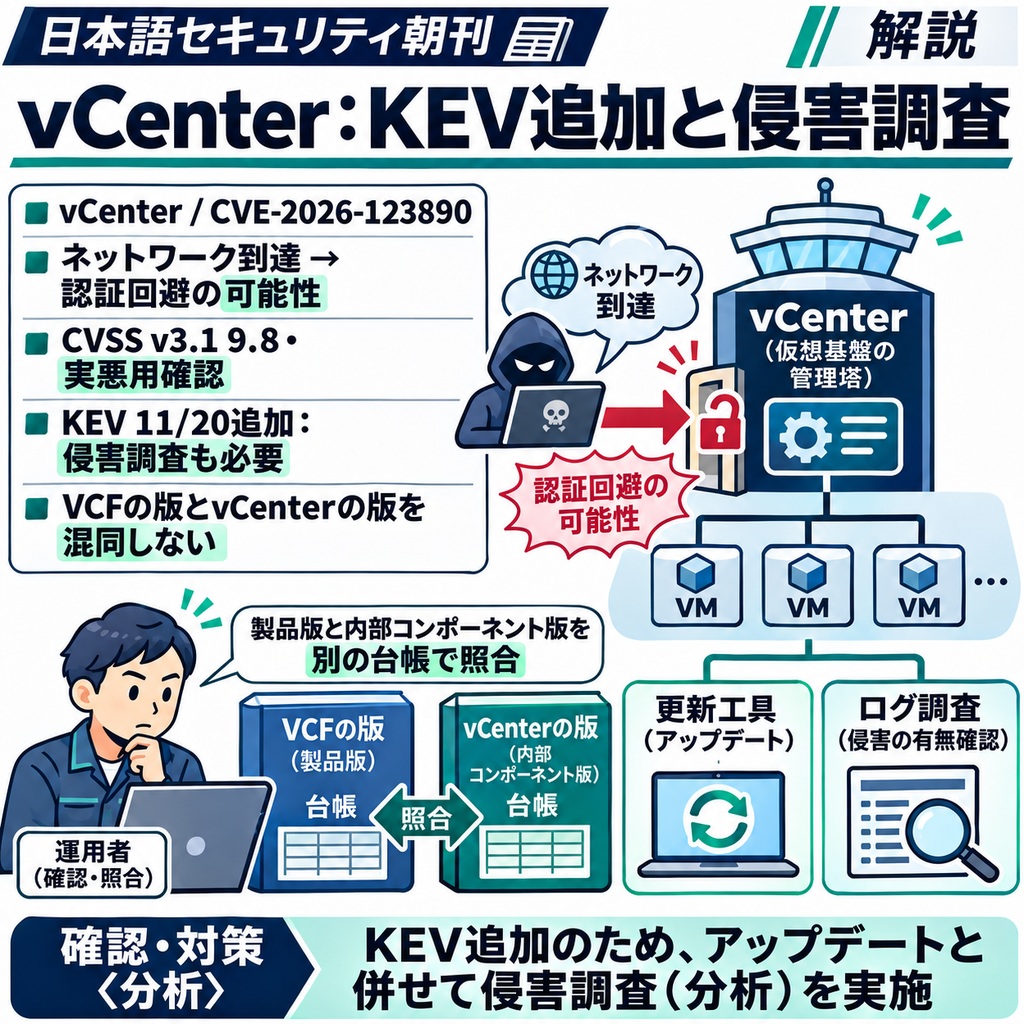 日本語セキュリティ朝刊
解説
vCenter：KEV追加と侵害調査
vCenter / CVE-2026-123890
ネットワーク到達 →
認証回避の可能性
CVSS v3.1 9.8・
実悪用確認
KEV 11/20追加：
侵害調査も必要
VCFの版とvCenterの版を
混同しない
ネットワーク
到達
認証回避の
可能性
vCenter
（仮想基盤の
管理塔）
VM
VM
VM
…
製品版と内部コンポーネント版を
別の台帳で照合
運用者
（確認・照合）
VCFの版
（製品版）
台帳
照合
vCenterの版
（内部
コンポーネント版）
台帳
更新工具
（アップデート）
ログ調査
（侵害の有無確認）
確認・対策
〈分析〉
KEV追加のため、アップデートと
併せて侵害調査（分析）を実施